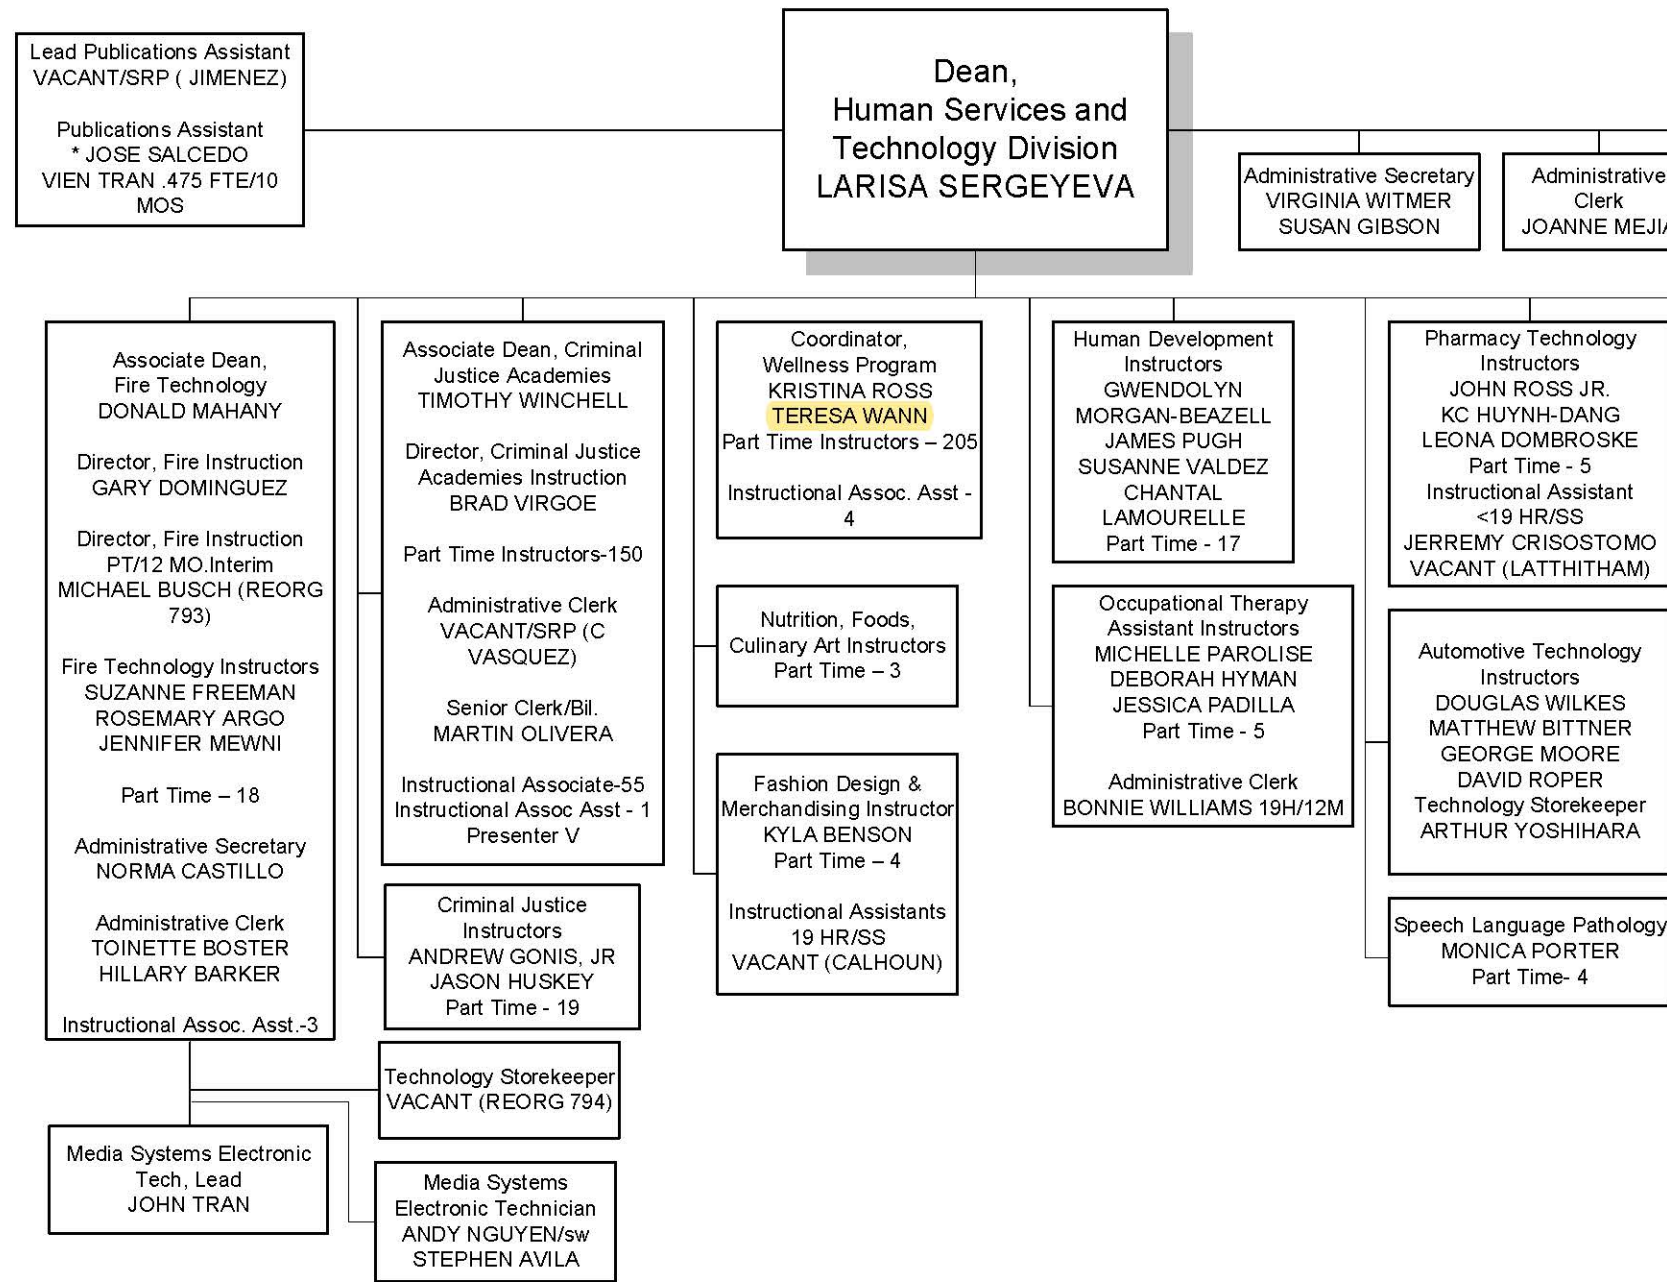 Lead Publications Assistant
VACANT/SRP ( JIMENEZ)
Publications Assistant
* JOSE SALCEDO
VIEN TRAN .475 FTE/10
MOS
Dean,
Human Services and
Technology Division
LARISA SERGEYEVA
Administrative Secretary
VIRGINIA WITMER
SUSAN GIBSON
Administrative
Clerk
JOANNE MEJIA
Associate Dean,
Fire Technology
DONALD MAHANY
Director, Fire Instruction
GARY DOMINGUEZ
Director, Fire Instruction
PT/12 MO.Interim
MICHAEL BUSCH (REORG
793)
Fire Technology Instructors
SUZANNE FREEMAN
ROSEMARY ARGO
JENNIFER MEWNI
Part Time – 18
Administrative Secretary
NORMA CASTILLO
Administrative Clerk
TOINETTE BOSTER
HILLARY BARKER
Instructional Assoc. Asst.-3
Associate Dean, Criminal
Justice Academies
TIMOTHY WINCHELL
Director, Criminal Justice
Academies Instruction
BRAD VIRGOE
Part Time Instructors-150
Administrative Clerk
VACANT/SRP (C
VASQUEZ)
Senior Clerk/Bil.
MARTIN OLIVERA
Instructional Associate-55
Instructional Assoc Asst - 1
Presenter V
Criminal Justice
Instructors
ANDREW GONIS, JR
JASON HUSKEY
Part Time - 19
Technology Storekeeper
VACANT (REORG 794)
Media Systems Electronic
Tech, Lead
JOHN TRAN
Media Systems
Electronic Technician
ANDY NGUYEN/sw
STEPHEN AVILA
Coordinator,
Wellness Program
KRISTINA ROSS
TERESA WANN
Part Time Instructors – 205
Instructional Assoc. Asst -
4
Nutrition, Foods,
Culinary Art Instructors
Part Time – 3
Fashion Design &
Merchandising Instructor
KYLA BENSON
Part Time – 4
Instructional Assistants
19 HR/SS
VACANT (CALHOUN)
Human Development
Instructors
GWENDOLYN
MORGAN-BEAZELL
JAMES PUGH
SUSANNE VALDEZ
CHANTAL
LAMOURELLE
Part Time - 17
Occupational Therapy
Assistant Instructors
MICHELLE PAROLISE
DEBORAH HYMAN
JESSICA PADILLA
Part Time - 5
Administrative Clerk
BONNIE WILLIAMS 19H/12M
Pharmacy Technology
Instructors
JOHN ROSS JR.
KC HUYNH-DANG
LEONA DOMBROSKE
Part Time - 5
Instructional Assistant
<19 HR/SS
JERREMY CRISOSTOMO
VACANT (LATTHITHAM)
Automotive Technology
Instructors
DOUGLAS WILKES
MATTHEW BITTNER
GEORGE MOORE
DAVID ROPER
Technology Storekeeper
ARTHUR YOSHIHARA
Speech Language Pathology
MONICA PORTER
Part Time- 4